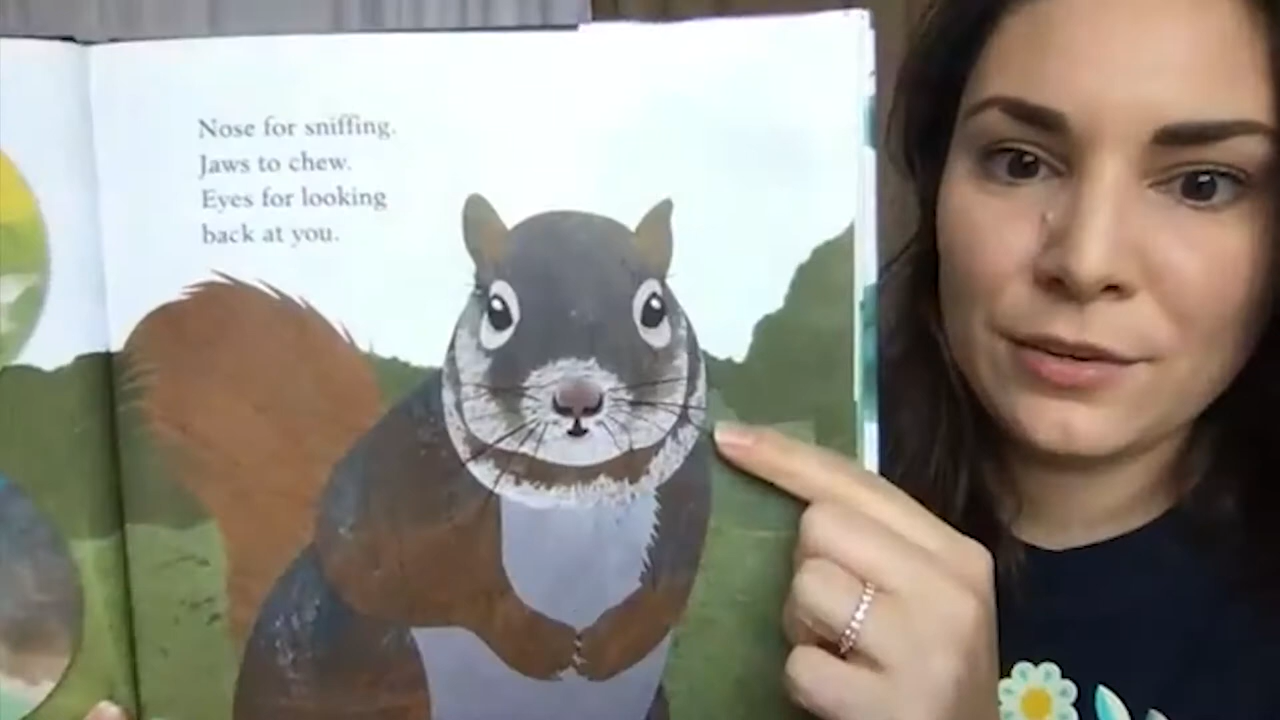 Nose for sniffing.
Jaws to chew.
Eyes for looking
back at you.